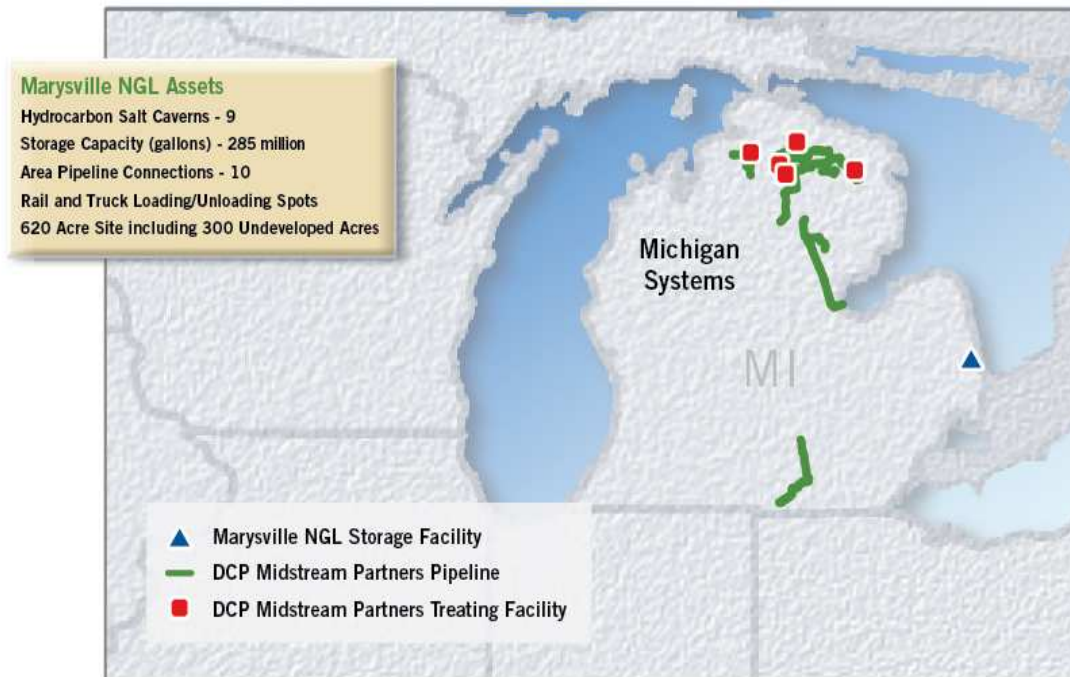 Marysville NGL Assets
Hydrocarbon Salt Caverns - 9
Storage Capacity (gallons) - 285 million
Area Pipeline Connections - 10
Rail and Truck Loading/Unloading Spots
620 Acre Site including 300 Undeveloped Acres
Michigan
Systems
MI
Marysville NGL Storage Facility
DCP Midstream Partners Pipeline
DCP Midstream Partners Treating Facility